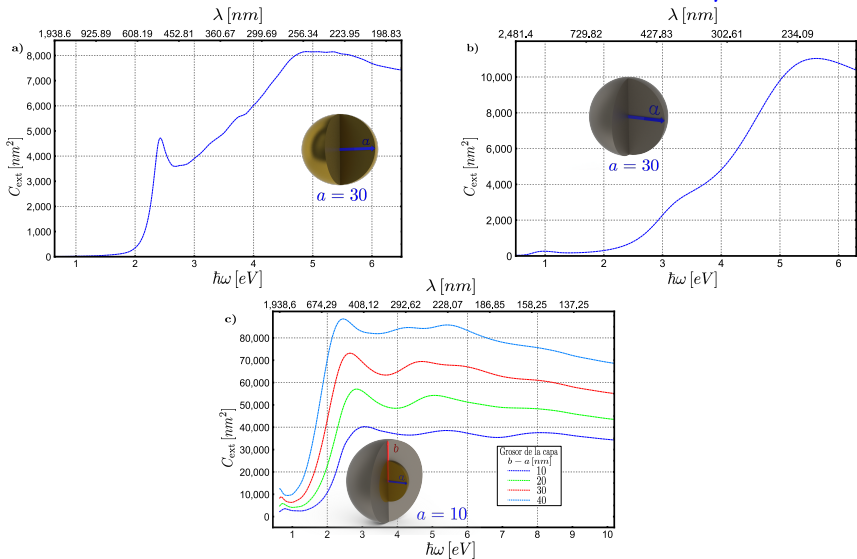 λ [nm]
1,938.6 925.89 608.19 452.81 360.67 299.69 256.34 223.95 198.83
a)
8,000
7,000
6,000
5,000
4,000
3,000
2,000
1,000
0
C_ext [nm²]
a
a = 30
1 2 3 4 5 6
ħω [eV]
λ [nm]
2,481.4 729.82 427.83 302.61 234.09
b)
10,000
8,000
6,000
4,000
2,000
0
C_ext [nm²]
a
a = 30
1 2 3 4 5 6
ħω [eV]
λ [nm]
1,938,6 674,29 408,12 292,62 228,07 186,85 158,25 137,25
c)
80,000
70,000
60,000
50,000
40,000
30,000
20,000
10,000
0
C_ext [nm²]
b
a
a = 10
Grosor de la capa
b − a [nm]
10
20
30
40
1 2 3 4 5 6 7 8 9 10
ħω [eV]